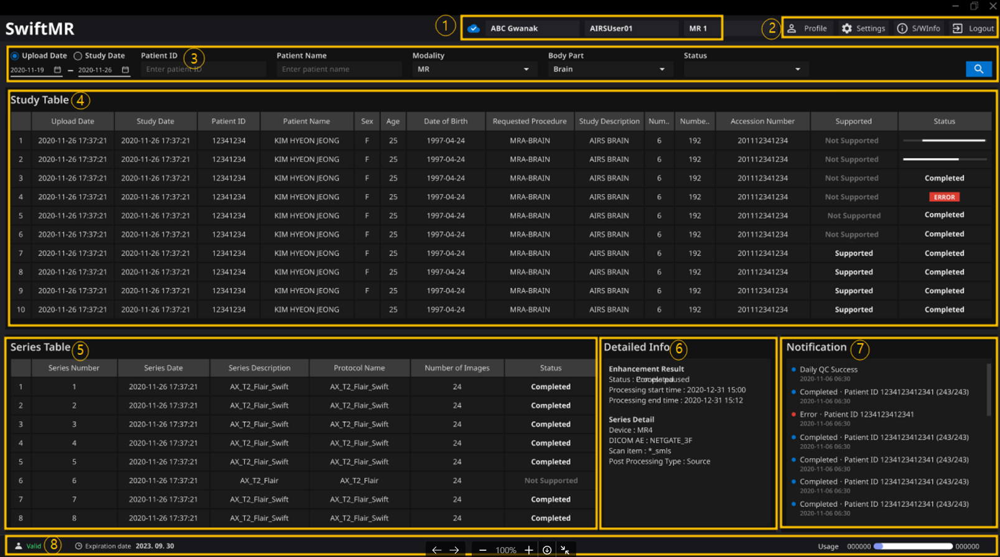 SwiftMR
1 ABC Gwanak AIRSUser01 MR 1 2 Profile Settings S/WInfo Logout
Upload Date Study Date Patient ID 3 Patient Name Modality Body Part Status
2020-11-19 – 2020-11-26 Enter patient ID Enter patient name MR Brain
Study Table 4
Upload Date Study Date Patient ID Patient Name Sex Age Date of Birth Requested Procedure Study Description Num.. Numbe.. Accession Number Supported Status
1 2020-11-26 17:37:21 2020-11-26 17:37:21 12341234 KIM HYEON JEONG F 25 1997-04-24 MRA-BRAIN AIRS BRAIN 6 192 201112341234 Not Supported
2 2020-11-26 17:37:21 2020-11-26 17:37:21 12341234 KIM HYEON JEONG F 25 1997-04-24 MRA-BRAIN AIRS BRAIN 6 192 201112341234 Not Supported
3 2020-11-26 17:37:21 2020-11-26 17:37:21 12341234 KIM HYEON JEONG F 25 1997-04-24 MRA-BRAIN AIRS BRAIN 6 192 201112341234 Not Supported Completed
4 2020-11-26 17:37:21 2020-11-26 17:37:21 12341234 KIM HYEON JEONG F 25 1997-04-24 MRA-BRAIN AIRS BRAIN 6 192 201112341234 Not Supported ERROR
5 2020-11-26 17:37:21 2020-11-26 17:37:21 12341234 KIM HYEON JEONG F 25 1997-04-24 MRA-BRAIN AIRS BRAIN 6 192 201112341234 Not Supported Completed
6 2020-11-26 17:37:21 2020-11-26 17:37:21 12341234 KIM HYEON JEONG F 25 1997-04-24 MRA-BRAIN AIRS BRAIN 6 192 201112341234 Not Supported Completed
7 2020-11-26 17:37:21 2020-11-26 17:37:21 12341234 KIM HYEON JEONG F 25 1997-04-24 MRA-BRAIN AIRS BRAIN 6 192 201112341234 Supported Completed
8 2020-11-26 17:37:21 2020-11-26 17:37:21 12341234 KIM HYEON JEONG F 25 1997-04-24 MRA-BRAIN AIRS BRAIN 6 192 201112341234 Supported Completed
9 2020-11-26 17:37:21 2020-11-26 17:37:21 12341234 KIM HYEON JEONG F 25 1997-04-24 MRA-BRAIN AIRS BRAIN 6 192 201112341234 Supported Completed
10 2020-11-26 17:37:21 2020-11-26 17:37:21 12341234 KIM HYEON JEONG 25 1997-04-24 MRA-BRAIN AIRS BRAIN 6 192 201112341234 Supported Completed
Series Table 5
Series Number Series Date Series Description Protocol Name Number of Images Status
1 1 2020-11-26 17:37:21 AX_T2_Flair_Swift AX_T2_Flair_Swift 24 Completed
2 2 2020-11-26 17:37:21 AX_T2_Flair_Swift AX_T2_Flair_Swift 24 Completed
3 3 2020-11-26 17:37:21 AX_T2_Flair_Swift AX_T2_Flair_Swift 24 Completed
4 4 2020-11-26 17:37:21 AX_T2_Flair_Swift AX_T2_Flair_Swift 24 Completed
5 5 2020-11-26 17:37:21 AX_T2_Flair_Swift AX_T2_Flair_Swift 24 Completed
6 6 2020-11-26 17:37:21 AX_T2_Flair AX_T2_Flair 24 Not Supported
7 7 2020-11-26 17:37:21 AX_T2_Flair_Swift AX_T2_Flair_Swift 24 Completed
8 8 2020-11-26 17:37:21 AX_T2_Flair_Swift AX_T2_Flair_Swift 24 Completed
Detailed Info 6
Enhancement Result
Status :
Processing start time : 2020-12-31 15:00
Processing end time : 2020-12-31 15:12
Series Detail
Device : MR4
DICOM AE : NETGATE_3F
Scan item : *_smls
Post Processing Type : Source
Notification 7
Daily QC Success
2020-11-06 06:30
Completed · Patient ID 1234123412341 (243/243)
2020-11-06 06:30
Error · Patient ID 1234123412341
2020-11-06 06:30
Completed · Patient ID 1234123412341 (243/243)
2020-11-06 06:30
Completed · Patient ID 1234123412341 (243/243)
2020-11-06 06:30
Completed · Patient ID 1234123412341 (243/243)
2020-11-06 06:30
Completed · Patient ID 1234123412341 (243/243)
2020-11-06 06:30
Valid 8 Expiration date 2023. 09. 30 100% Usage 000000 000000